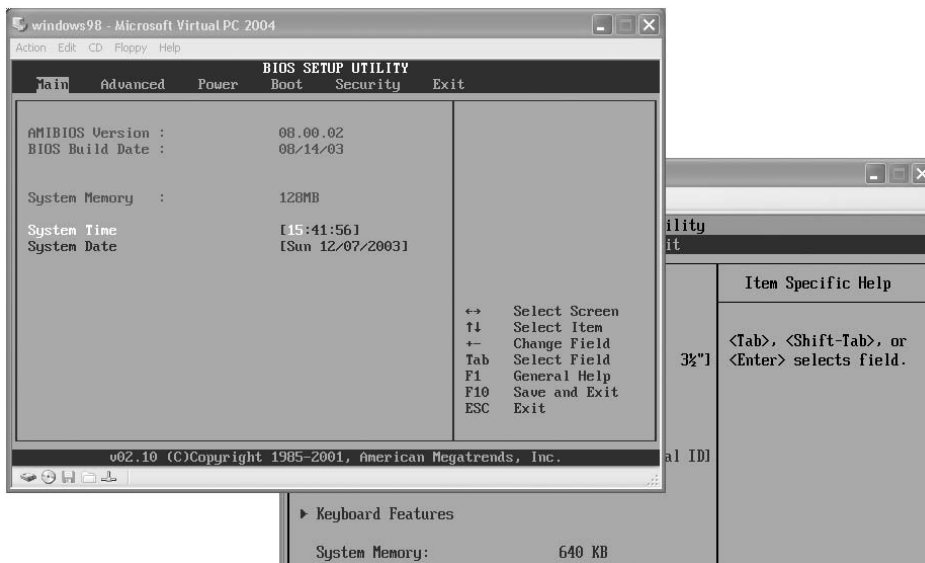 windows98 - Microsoft Virtual PC 2004
Action Edit CD Floppy Help
BIOS SETUP UTILITY
Main Advanced Power Boot Security Exit
AMIBIOS Version : 08.00.02
BIOS Build Date : 08/14/03
System Memory : 128MB
System Time [15:41:56]
System Date [Sun 12/07/2003]
↔ Select Screen
↑↓ Select Item
+- Change Field
Tab Select Field
F1 General Help
F10 Save and Exit
ESC Exit
v02.10 (C)Copyright 1985-2001, American Megatrends, Inc.
ility
it
Item Specific Help
<Tab>, <Shift-Tab>, or
3½"] <Enter> selects field.
al ID]
Keyboard Features
System Memory: 640 KB